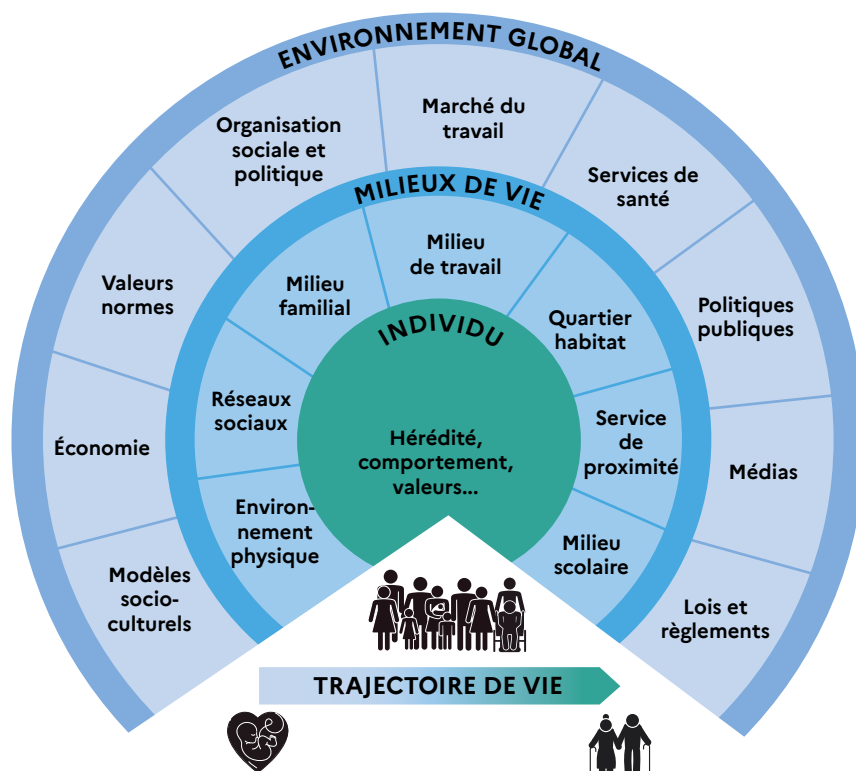 ENVIRONNEMENT GLOBAL
Organisation
sociale et
politique
Marché du
travail
Services de
santé
Valeurs
normes
Politiques
publiques
Économie
Médias
Modèles
socio-
culturels
Lois et
règlements
MILIEUX DE VIE
Milieu
familial
Milieu
de travail
Quartier
habitat
Réseaux
sociaux
Service
de
proximité
Environ-
nement
physique
Milieu
scolaire
INDIVIDU
Hérédité,
comportement,
valeurs...
TRAJECTOIRE DE VIE